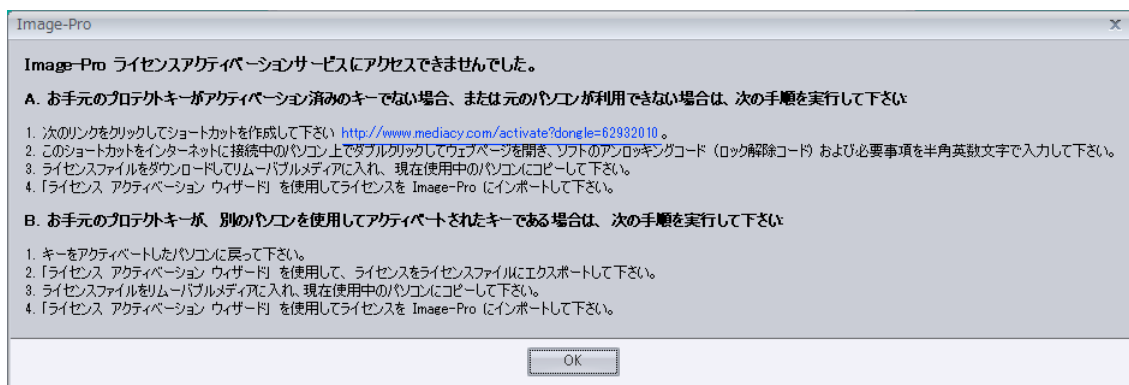 Image-Pro
x
Image-Pro ライセンスアクティベーションサービスにアクセスできませんでした。
A. お手元のプロテクトキーがアクティベーション済みのキーでない場合、または元のパソコンが利用できない場合は、次の手順を実行して下さい:
1. 次のリンクをクリックしてショートカットを作成して下さい http://www.mediacy.com/activate?dongle=62932010 。
2. このショートカットをインターネットに接続中のパソコン上でダブルクリックしてウェブページを開き、ソフトのアンロッキングコード (ロック解除コード) および必要事項を半角英数文字で入力して下さい。
3. ライセンスファイルをダウンロードしてリムーバブルメディアに入れ、現在使用中のパソコンにコピーして下さい。
4. 「ライセンス アクティベーション ウィザード」 を使用してライセンスを Image-Pro にインポートして下さい。
B. お手元のプロテクトキーが、別のパソコンを使用してアクティベートされたキーである場合は、次の手順を実行して下さい:
1. キーをアクティベートしたパソコンに戻って下さい。
2. 「ライセンス アクティベーション ウィザード」 を使用して、ライセンスをライセンスファイルにエクスポートして下さい。
3. ライセンスファイルをリムーバブルメディアに入れ、現在使用中のパソコンにコピーして下さい。
4. 「ライセンス アクティベーション ウィザード」 を使用してライセンスを Image-Pro にインポートして下さい。
OK